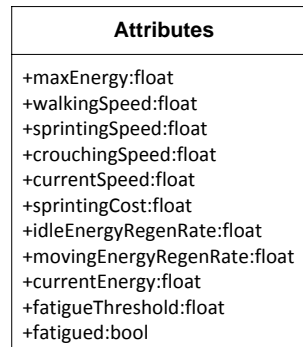 Attributes
+maxEnergy:float
+walkingSpeed:float
+sprintingSpeed:float
+crouchingSpeed:float
+currentSpeed:float
+sprintingCost:float
+idleEnergyRegenRate:float
+movingEnergyRegenRate:float
+currentEnergy:float
+fatigueThreshold:float
+fatigued:bool